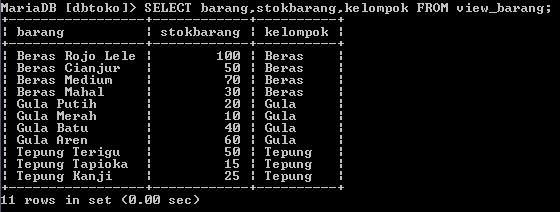 MariaDB [dbtoko]> SELECT barang,stokbarang,kelompok FROM view_barang;
+------------------+------------+----------+
| barang           | stokbarang | kelompok |
+------------------+------------+----------+
| Beras Rojo Lele  |        100 | Beras    |
| Beras Cianjur    |         50 | Beras    |
| Beras Medium     |         70 | Beras    |
| Beras Mahal      |         30 | Beras    |
| Gula Putih       |         20 | Gula     |
| Gula Merah       |         10 | Gula     |
| Gula Batu        |         40 | Gula     |
| Gula Aren        |         60 | Gula     |
| Tepung Terigu    |         50 | Tepung   |
| Tepung Tapioka   |         15 | Tepung   |
| Tepung Kanji     |         25 | Tepung   |
+------------------+------------+----------+
11 rows in set (0.00 sec)